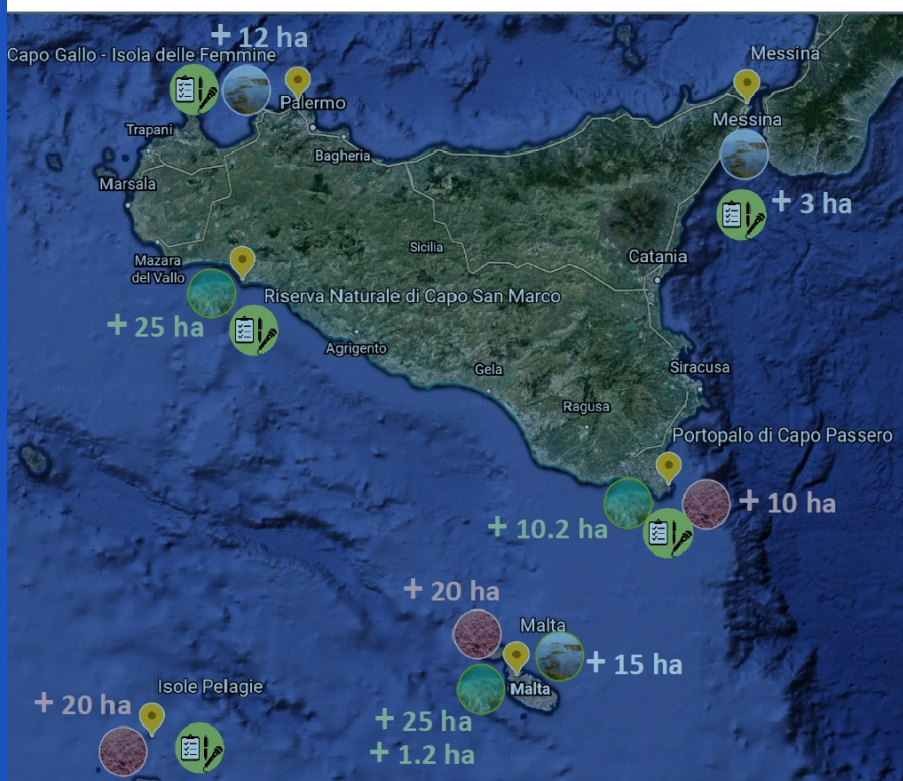 + 12 ha
Capo Gallo - Isola delle Femmine
Messina
Palermo
Messina
Trapani
Bagheria
Marsala
+ 3 ha
Sicilia
Mazara
del Vallo
Catania
Riserva Naturale di Capo San Marco
+ 25 ha
Agrigento
Gela
Siracusa
Ragusa
Portopalo di Capo Passero
+ 10 ha
+ 10.2 ha
+ 20 ha
Malta
+ 15 ha
Malta
Isole Pelagie
+ 20 ha
+ 25 ha
+ 1.2 ha